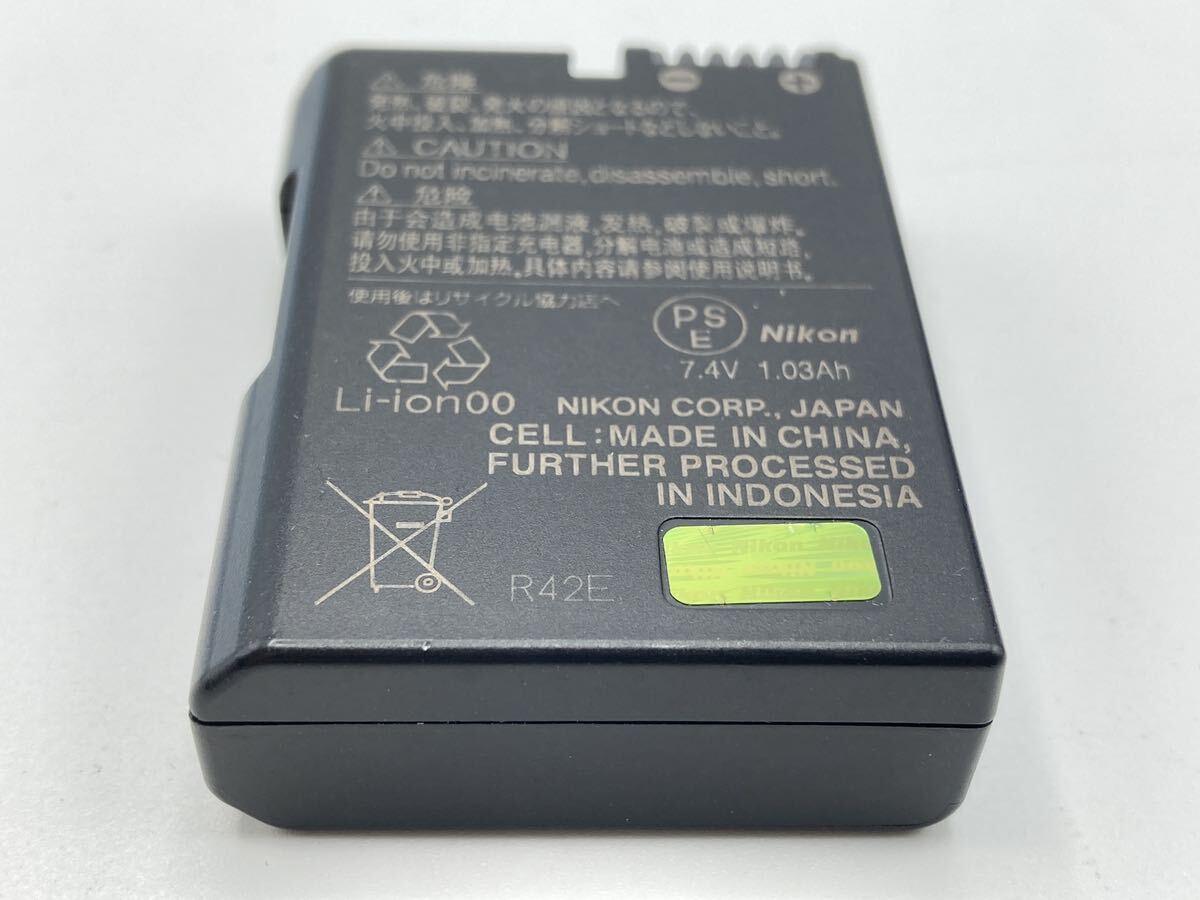 危険
発熱、破裂、発火の原因となるので、
火中投入、加熱、分解ショートなどしないこと。
CAUTION
Do not incinerate, disassemble, short.
危险
由于会造成电池漏液,发热,破裂或爆炸.
请勿使用非指定充电器,分解电池或造成短路,
投入火中或加热.具体内容请参阅使用说明书.
使用後はリサイクル協力店へ
PS
E
Nikon
7.4V 1.03Ah
Li-ion00
NIKON CORP., JAPAN
CELL : MADE IN CHINA,
FURTHER PROCESSED
IN INDONESIA
R42E
Nikon